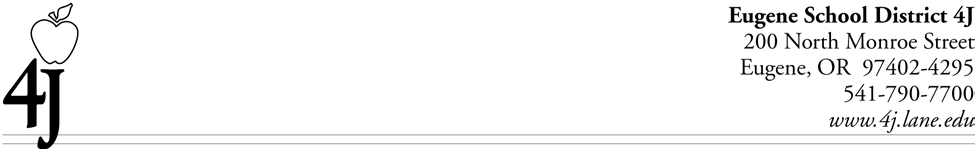 4J
Eugene School District 4J
200 North Monroe Street
Eugene, OR  97402-4295
541-790-7700
www.4j.lane.edu